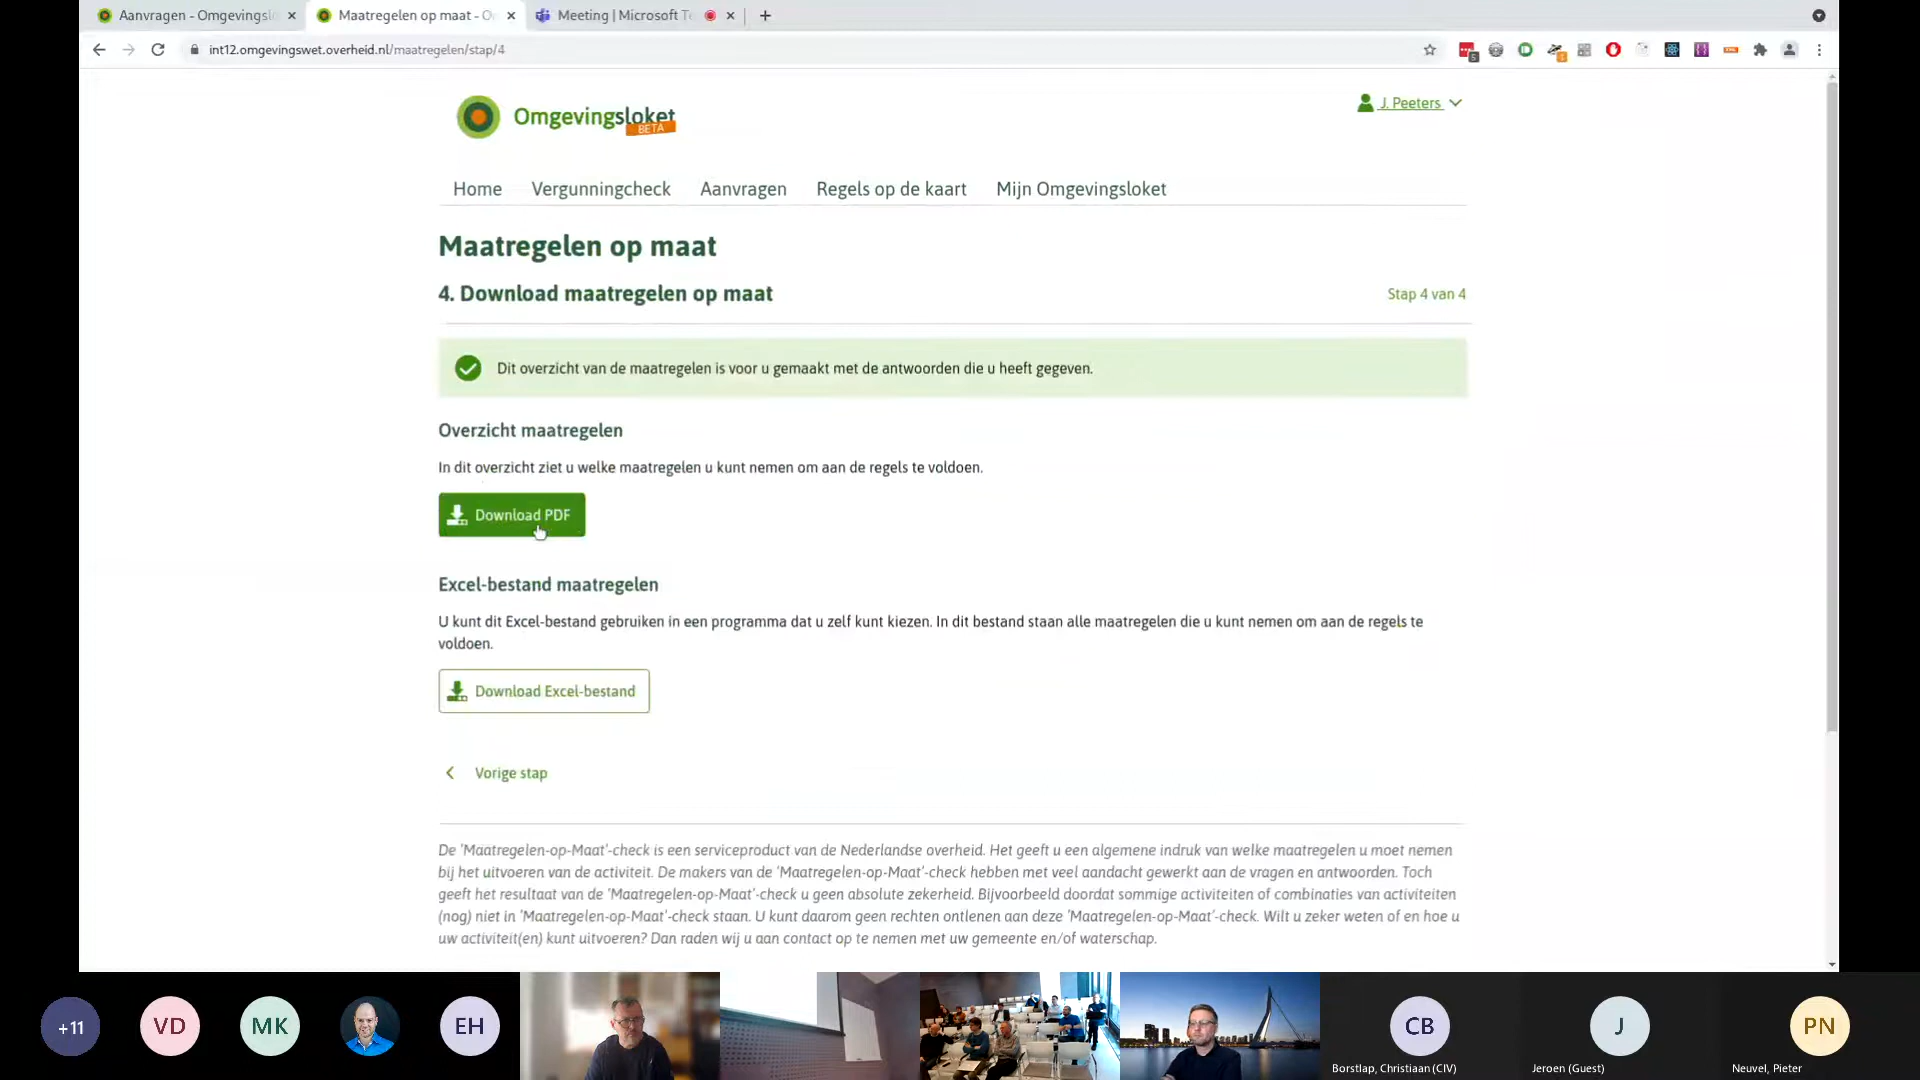 Aanvragen - Omgevingslo
Maatregelen op maat - O
Meeting | Microsoft Te
int12.omgevingswet.overheid.nl/maatregelen/stap/4
5
Omgevingsloket
BETA
J. Peeters
Home
Vergunningcheck
Aanvragen
Regels op de kaart
Mijn Omgevingsloket
Maatregelen op maat
4. Download maatregelen op maat
Stap 4 van 4
Dit overzicht van de maatregelen is voor u gemaakt met de antwoorden die u heeft gegeven.
Overzicht maatregelen
In dit overzicht ziet u welke maatregelen u kunt nemen om aan de regels te voldoen.
Download PDF
Excel-bestand maatregelen
U kunt dit Excel-bestand gebruiken in een programma dat u zelf kunt kiezen. In dit bestand staan alle maatregelen die u kunt nemen om aan de regels te
voldoen.
Download Excel-bestand
Vorige stap
De 'Maatregelen-op-Maat'-check is een serviceproduct van de Nederlandse overheid. Het geeft u een algemene indruk van welke maatregelen u moet nemen
bij het uitvoeren van de activiteit. De makers van de 'Maatregelen-op-Maat'-check hebben met veel aandacht gewerkt aan de vragen en antwoorden. Toch
geeft het resultaat van de 'Maatregelen-op-Maat'-check u geen absolute zekerheid. Bijvoorbeeld doordat sommige activiteiten of combinaties van activiteiten
(nog) niet in 'Maatregelen-op-Maat'-check staan. U kunt daarom geen rechten ontlenen aan deze 'Maatregelen-op-Maat'-check. Wilt u zeker weten of en hoe u
uw activiteit(en) kunt uitvoeren? Dan raden wij u aan contact op te nemen met uw gemeente en/of waterschap.
+11
VD
MK
EH
CB
J
PN
Borstlap, Christiaan (CIV)
Jeroen (Guest)
Neuvel, Pieter